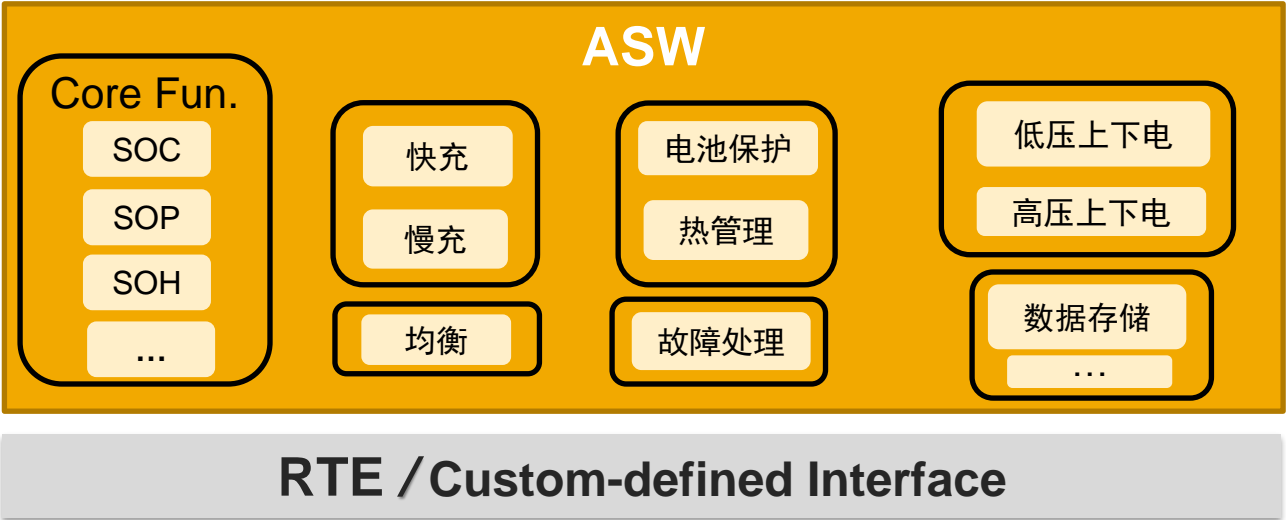 ASW
Core Fun.
SOC
SOP
SOH
...
快充
慢充
均衡
电池保护
热管理
故障处理
低压上下电
高压上下电
数据存储
...
RTE /Custom-defined Interface